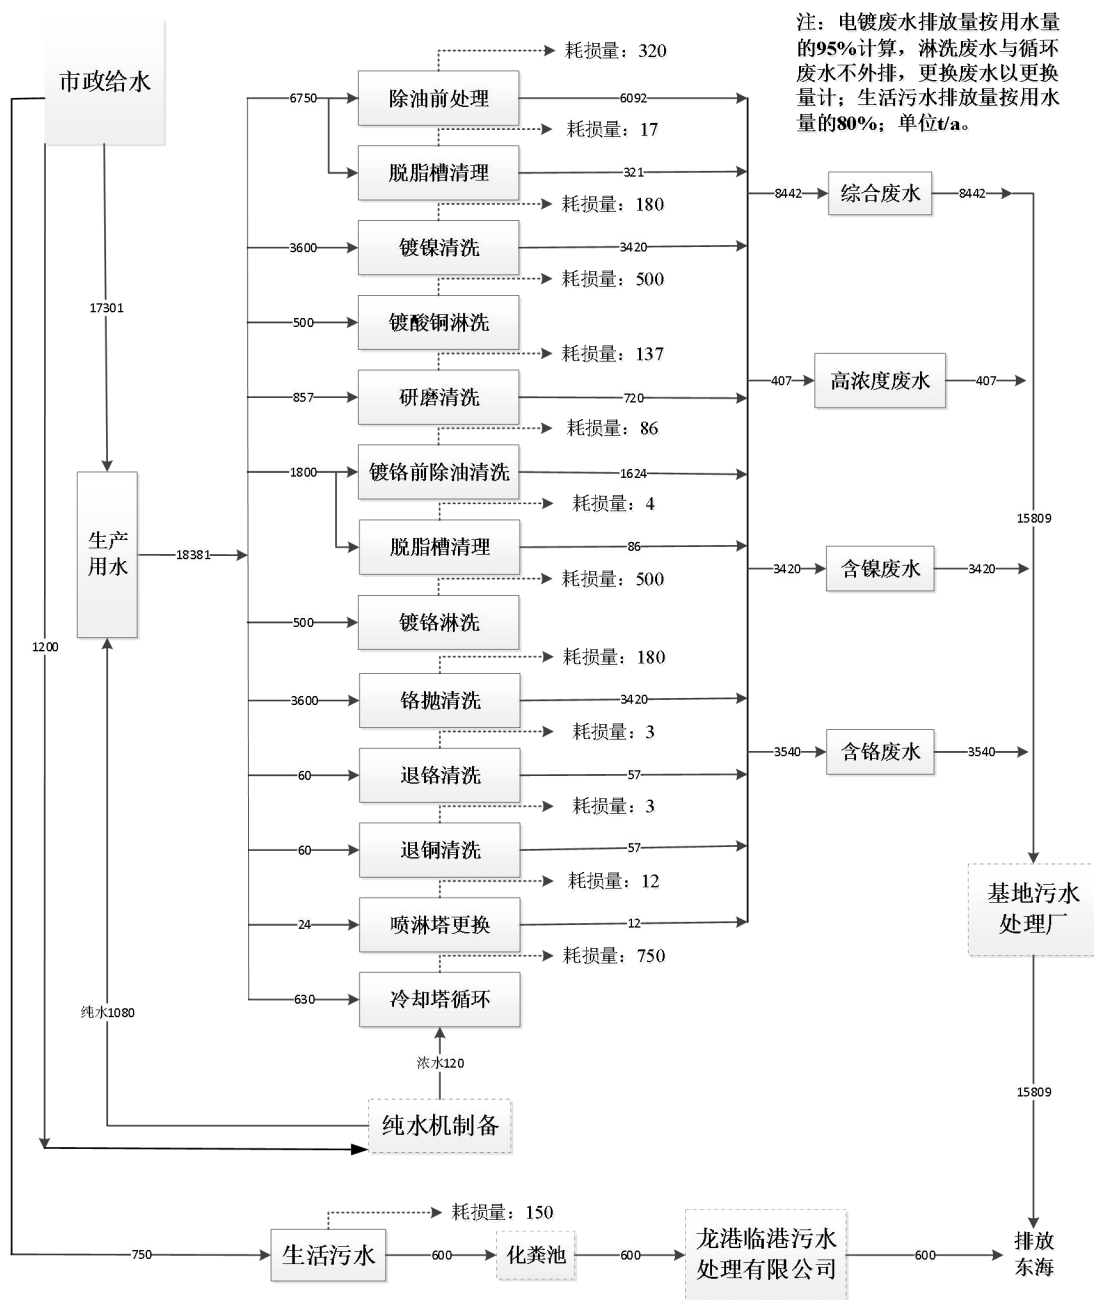 注：电镀废水排放量按用水量
的95%计算，淋洗废水与循环
废水不外排，更换废水以更换
量计；生活污水排放量按用水
量的80%；单位t/a。
市政给水
耗损量：320
6750
除油前处理
6092
耗损量：17
脱脂槽清理
321
耗损量：180
8442
综合废水
8442
3600
镀镍清洗
3420
耗损量：500
17301
500
镀酸铜淋洗
耗损量：137
407
高浓度废水
407
857
研磨清洗
720
耗损量：86
1800
镀铬前除油清洗
1624
耗损量：4
15809
生产
用水
18381
脱脂槽清理
86
耗损量：500
3420
含镍废水
3420
1200
500
镀铬淋洗
耗损量：180
3600
铬抛清洗
3420
耗损量：3
3540
含铬废水
3540
60
退铬清洗
57
耗损量：3
60
退铜清洗
57
耗损量：12
基地污水
处理厂
24
喷淋塔更换
12
耗损量：750
630
冷却塔循环
纯水1080
浓水120
15809
纯水机制备
耗损量：150
750
生活污水
600
化粪池
600
龙港临港污水
处理有限公司
600
排放
东海